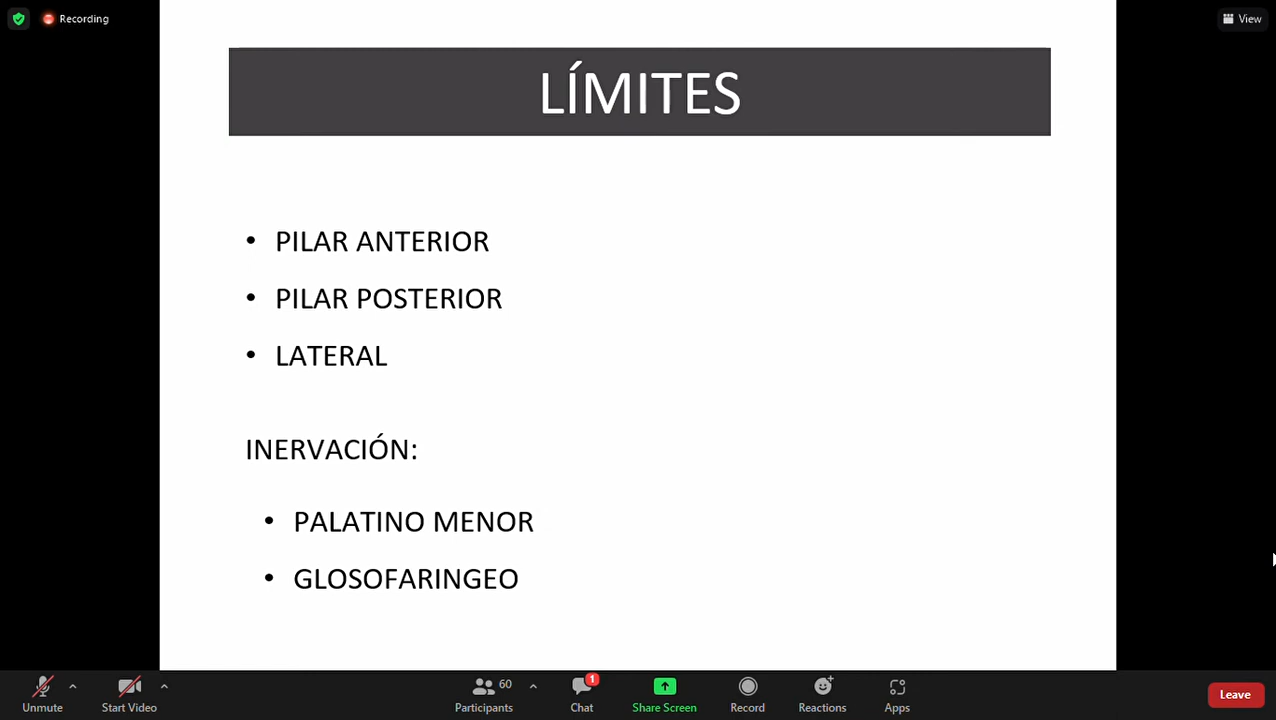 Recording
View
LÍMITES
• PILAR ANTERIOR
• PILAR POSTERIOR
• LATERAL
INERVACIÓN:
• PALATINO MENOR
• GLOSOFARINGEO
60
1
Unmute
Start Video
Participants
Chat
Share Screen
Record
Reactions
Apps
Leave